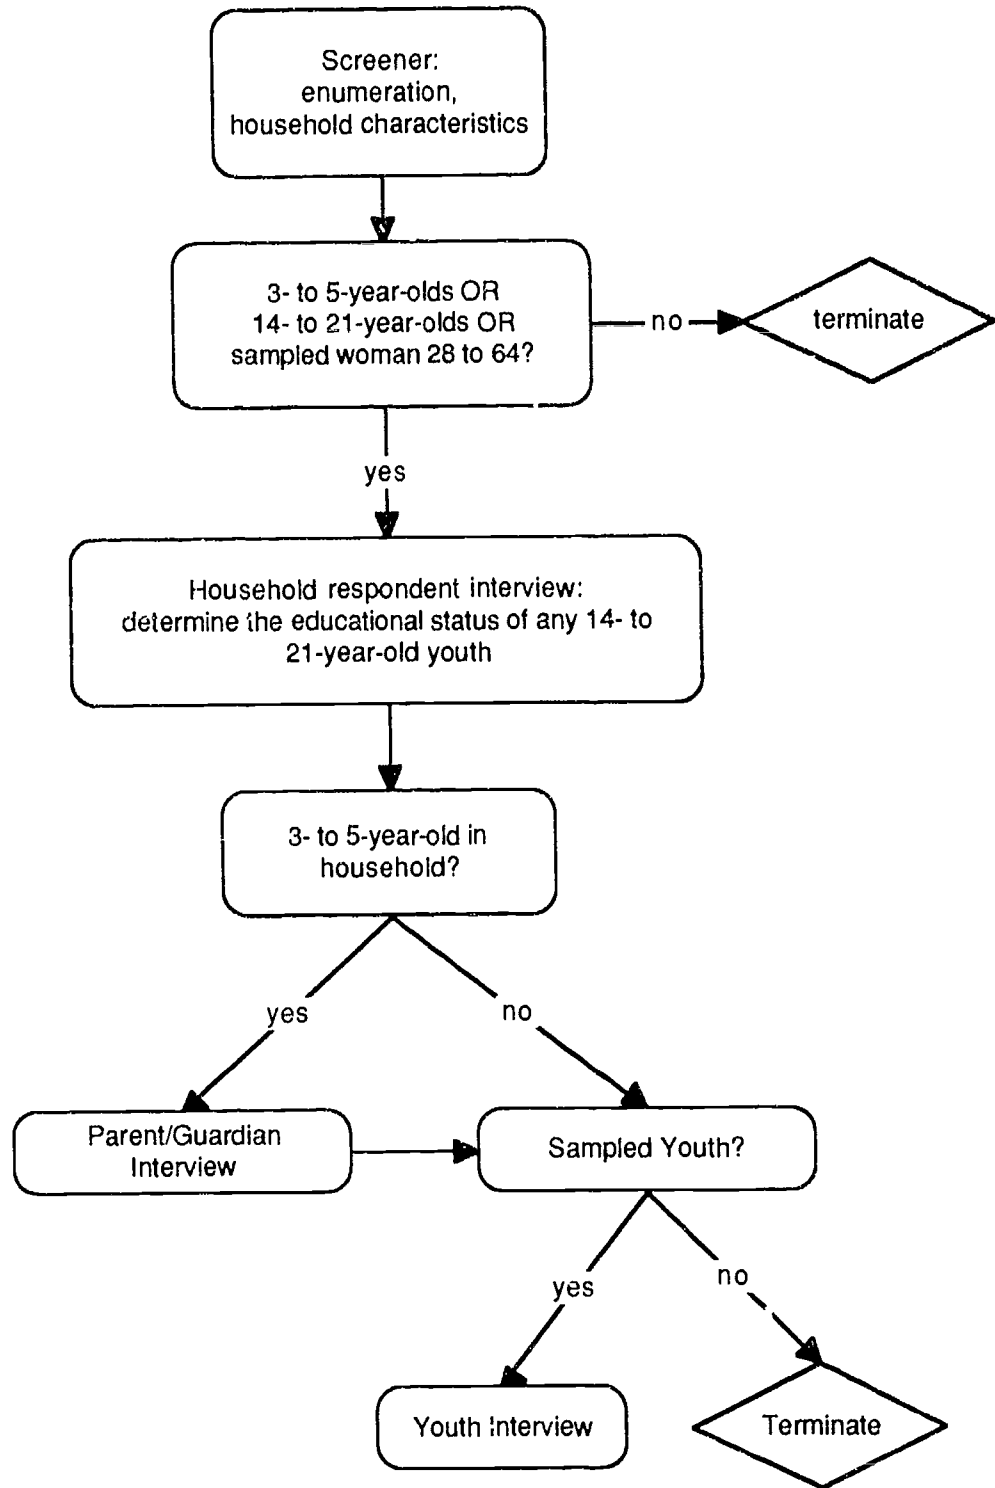 Screener:
enumeration,
household characteristics
3- to 5-year-olds OR
14- to 21-year-olds OR
sampled woman 28 to 64?
no
terminate
yes
Household respondent interview:
determine the educational status of any 14- to
21-year-old youth
3- to 5-year-old in
household?
yes
no
Parent/Guardian
Interview
Sampled Youth?
yes
no
Youth Interview
Terminate